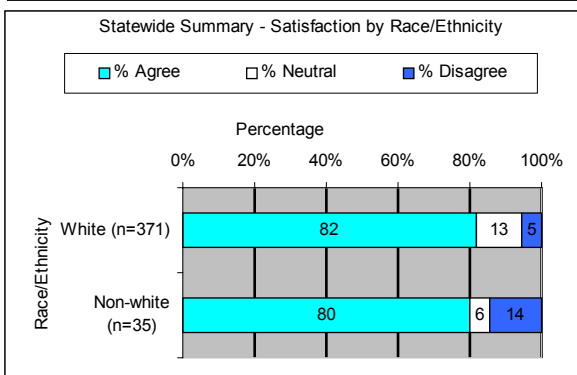 Statewide Summary - Satisfaction by Race/Ethnicity
% Agree % Neutral % Disagree
Percentage
0% 20% 40% 60% 80% 100%
Race/Ethnicity
White (n=371) 82 13 5
Non-white
(n=35) 80 6 14